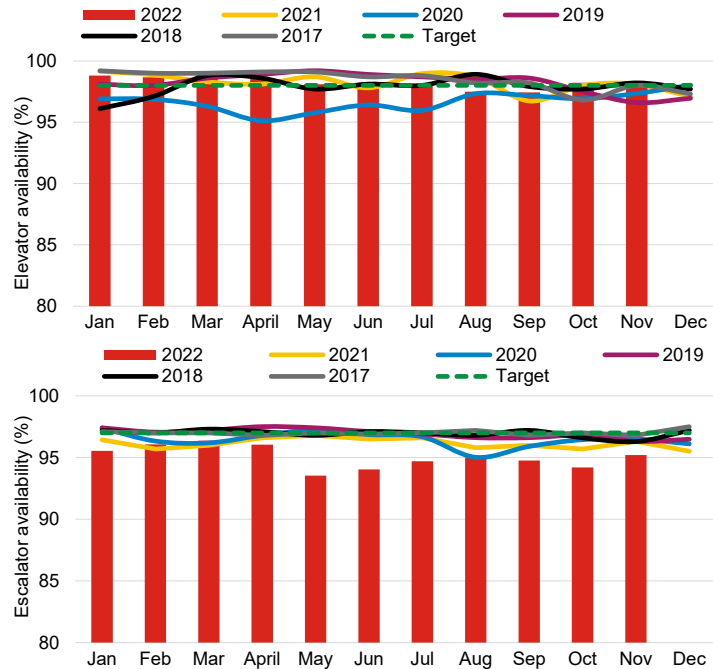 2022 2021 2020 2019
2018 2017 Target
Elevator availability (%)
100
95
90
85
80
Jan Feb Mar April May Jun Jul Aug Sep Oct Nov Dec
2022 2021 2020 2019
2018 2017 Target
Escalator availability (%)
100
95
90
85
80
Jan Feb Mar April May Jun Jul Aug Sep Oct Nov Dec